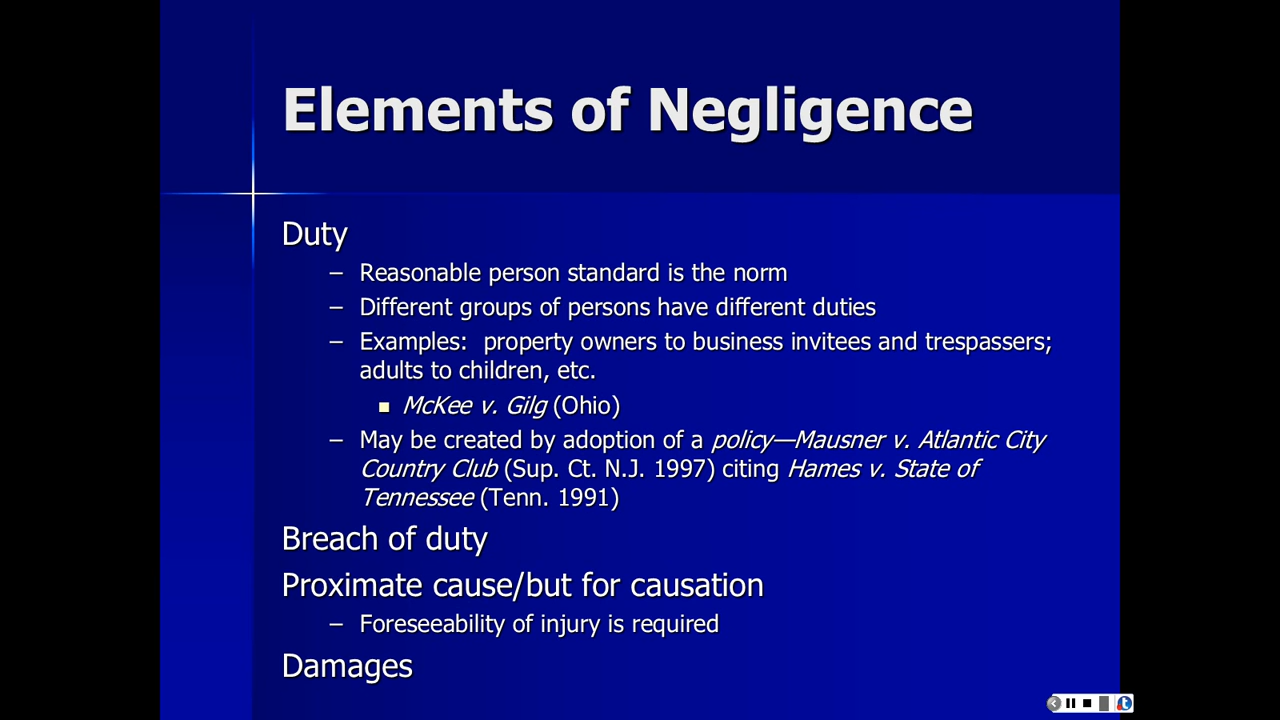 Elements of Negligence
Duty
– Reasonable person standard is the norm
– Different groups of persons have different duties
– Examples:  property owners to business invitees and trespassers;
adults to children, etc.
▪ McKee v. Gilg (Ohio)
– May be created by adoption of a policy—Mausner v. Atlantic City
Country Club (Sup. Ct. N.J. 1997) citing Hames v. State of
Tennessee (Tenn. 1991)
Breach of duty
Proximate cause/but for causation
– Foreseeability of injury is required
Damages